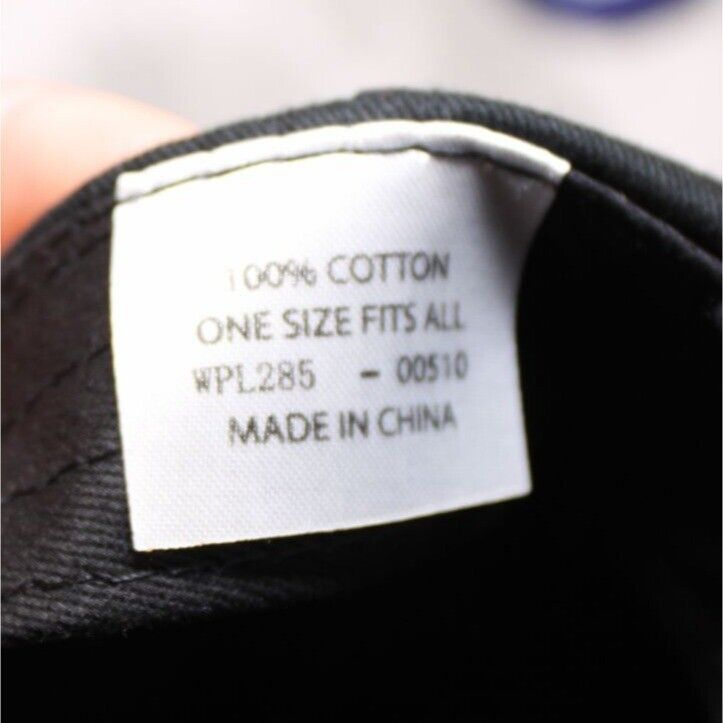 100% COTTON
ONE SIZE FITS ALL
WPL285 - 00510
MADE IN CHINA